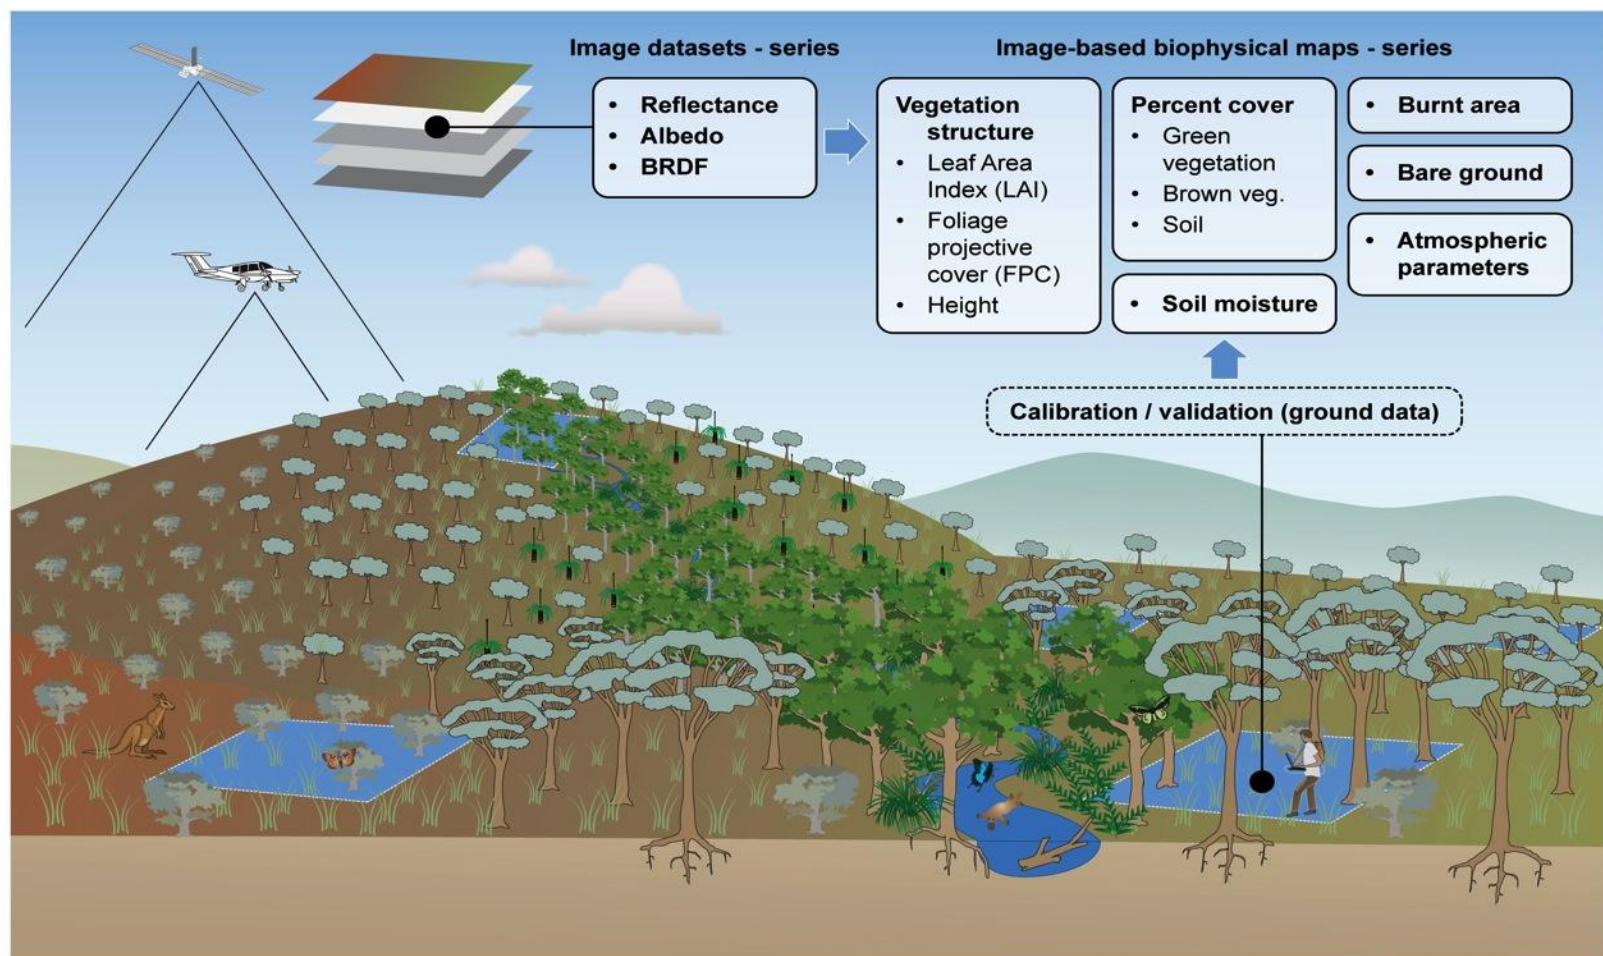 Image datasets - series
• Reflectance
• Albedo
• BRDF
Image-based biophysical maps - series
Vegetation
structure
• Leaf Area
Index (LAI)
• Foliage
projective
cover (FPC)
• Height
Percent cover
• Green
vegetation
• Brown veg.
• Soil
• Soil moisture
• Burnt area
• Bare ground
• Atmospheric
parameters
Calibration / validation (ground data)